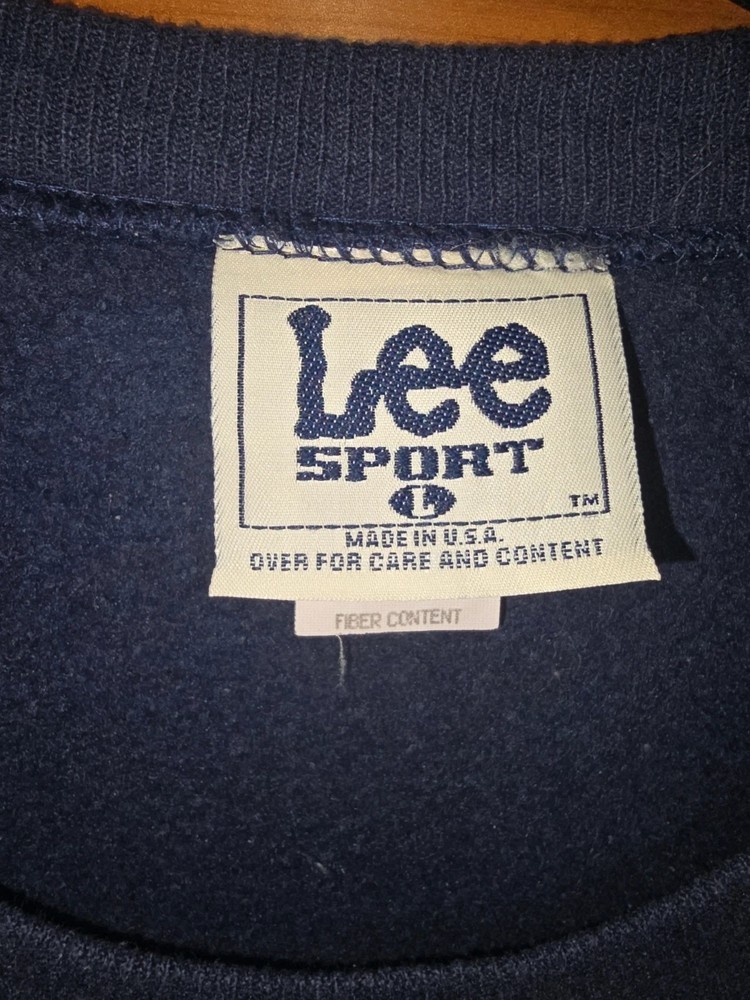 Lee
SPORT
L
TM
MADE IN U.S.A.
OVER FOR CARE AND CONTENT
FIBER CONTENT